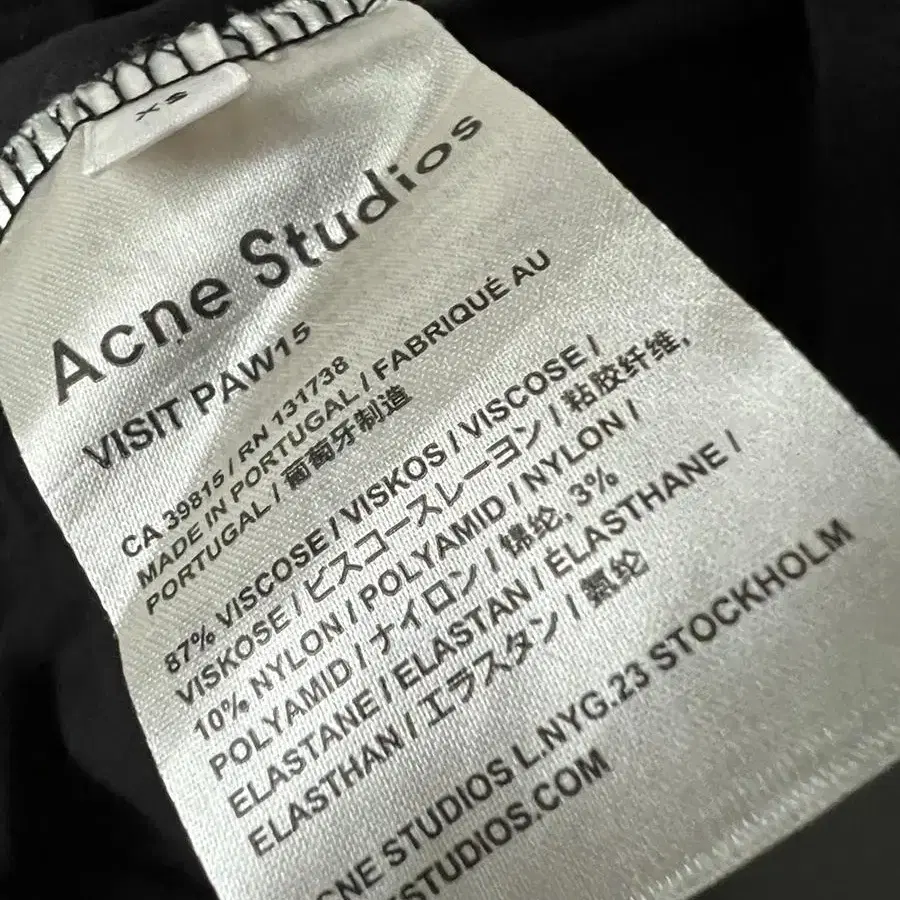 XS
Acne Studios
VISIT PAW15
CA 39815 / RN 131738
MADE IN PORTUGAL / FABRIQUÉ AU
PORTUGAL / 葡萄牙制造
87% VISCOSE / VISKOS / VISCOSE /
VISKOSE / ビスコースレーヨン / 粘胶纤维,
10% NYLON / POLYAMID / NYLON /
POLYAMID / ナイロン / 锦纶, 3%
ELASTANE / ELASTAN / ÉLASTHANE /
ELASTHAN / エラスタン / 氨纶
CNE STUDIOS L.NYG.23 STOCKHOLM
STUDIOS.COM